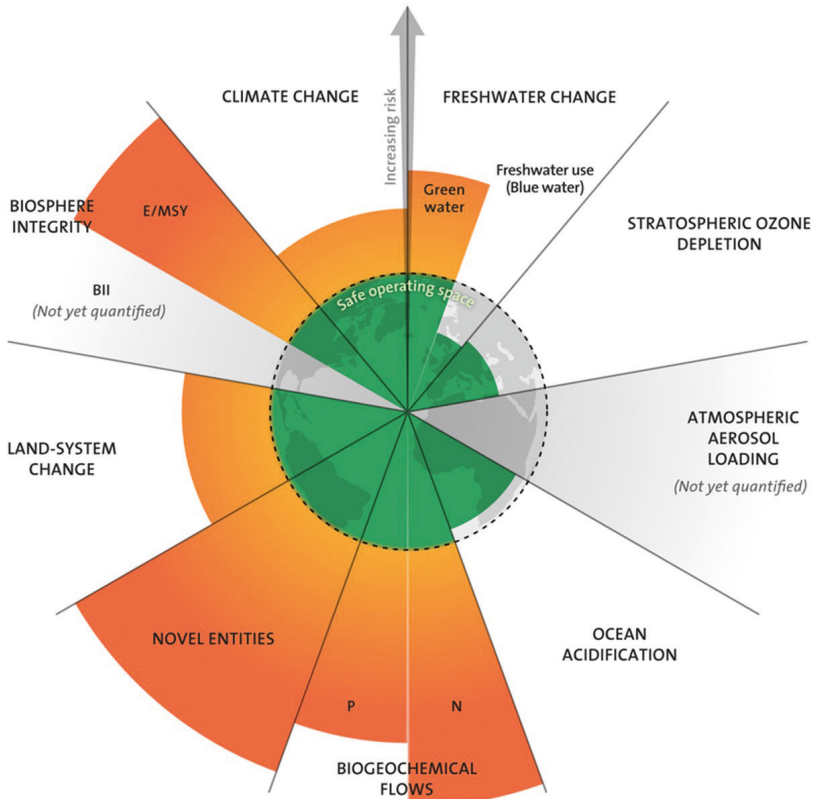 CLIMATE CHANGE
Increasing risk
FRESHWATER CHANGE
Green
water
Freshwater use
(Blue water)
STRATOSPHERIC OZONE
DEPLETION
BIOSPHERE
INTEGRITY
E/MSY
BII
(Not yet quantified)
Safe operating space
ATMOSPHERIC
AEROSOL
LOADING
(Not yet quantified)
LAND-SYSTEM
CHANGE
NOVEL ENTITIES
OCEAN
ACIDIFICATION
P
N
BIOGEOCHEMICAL
FLOWS